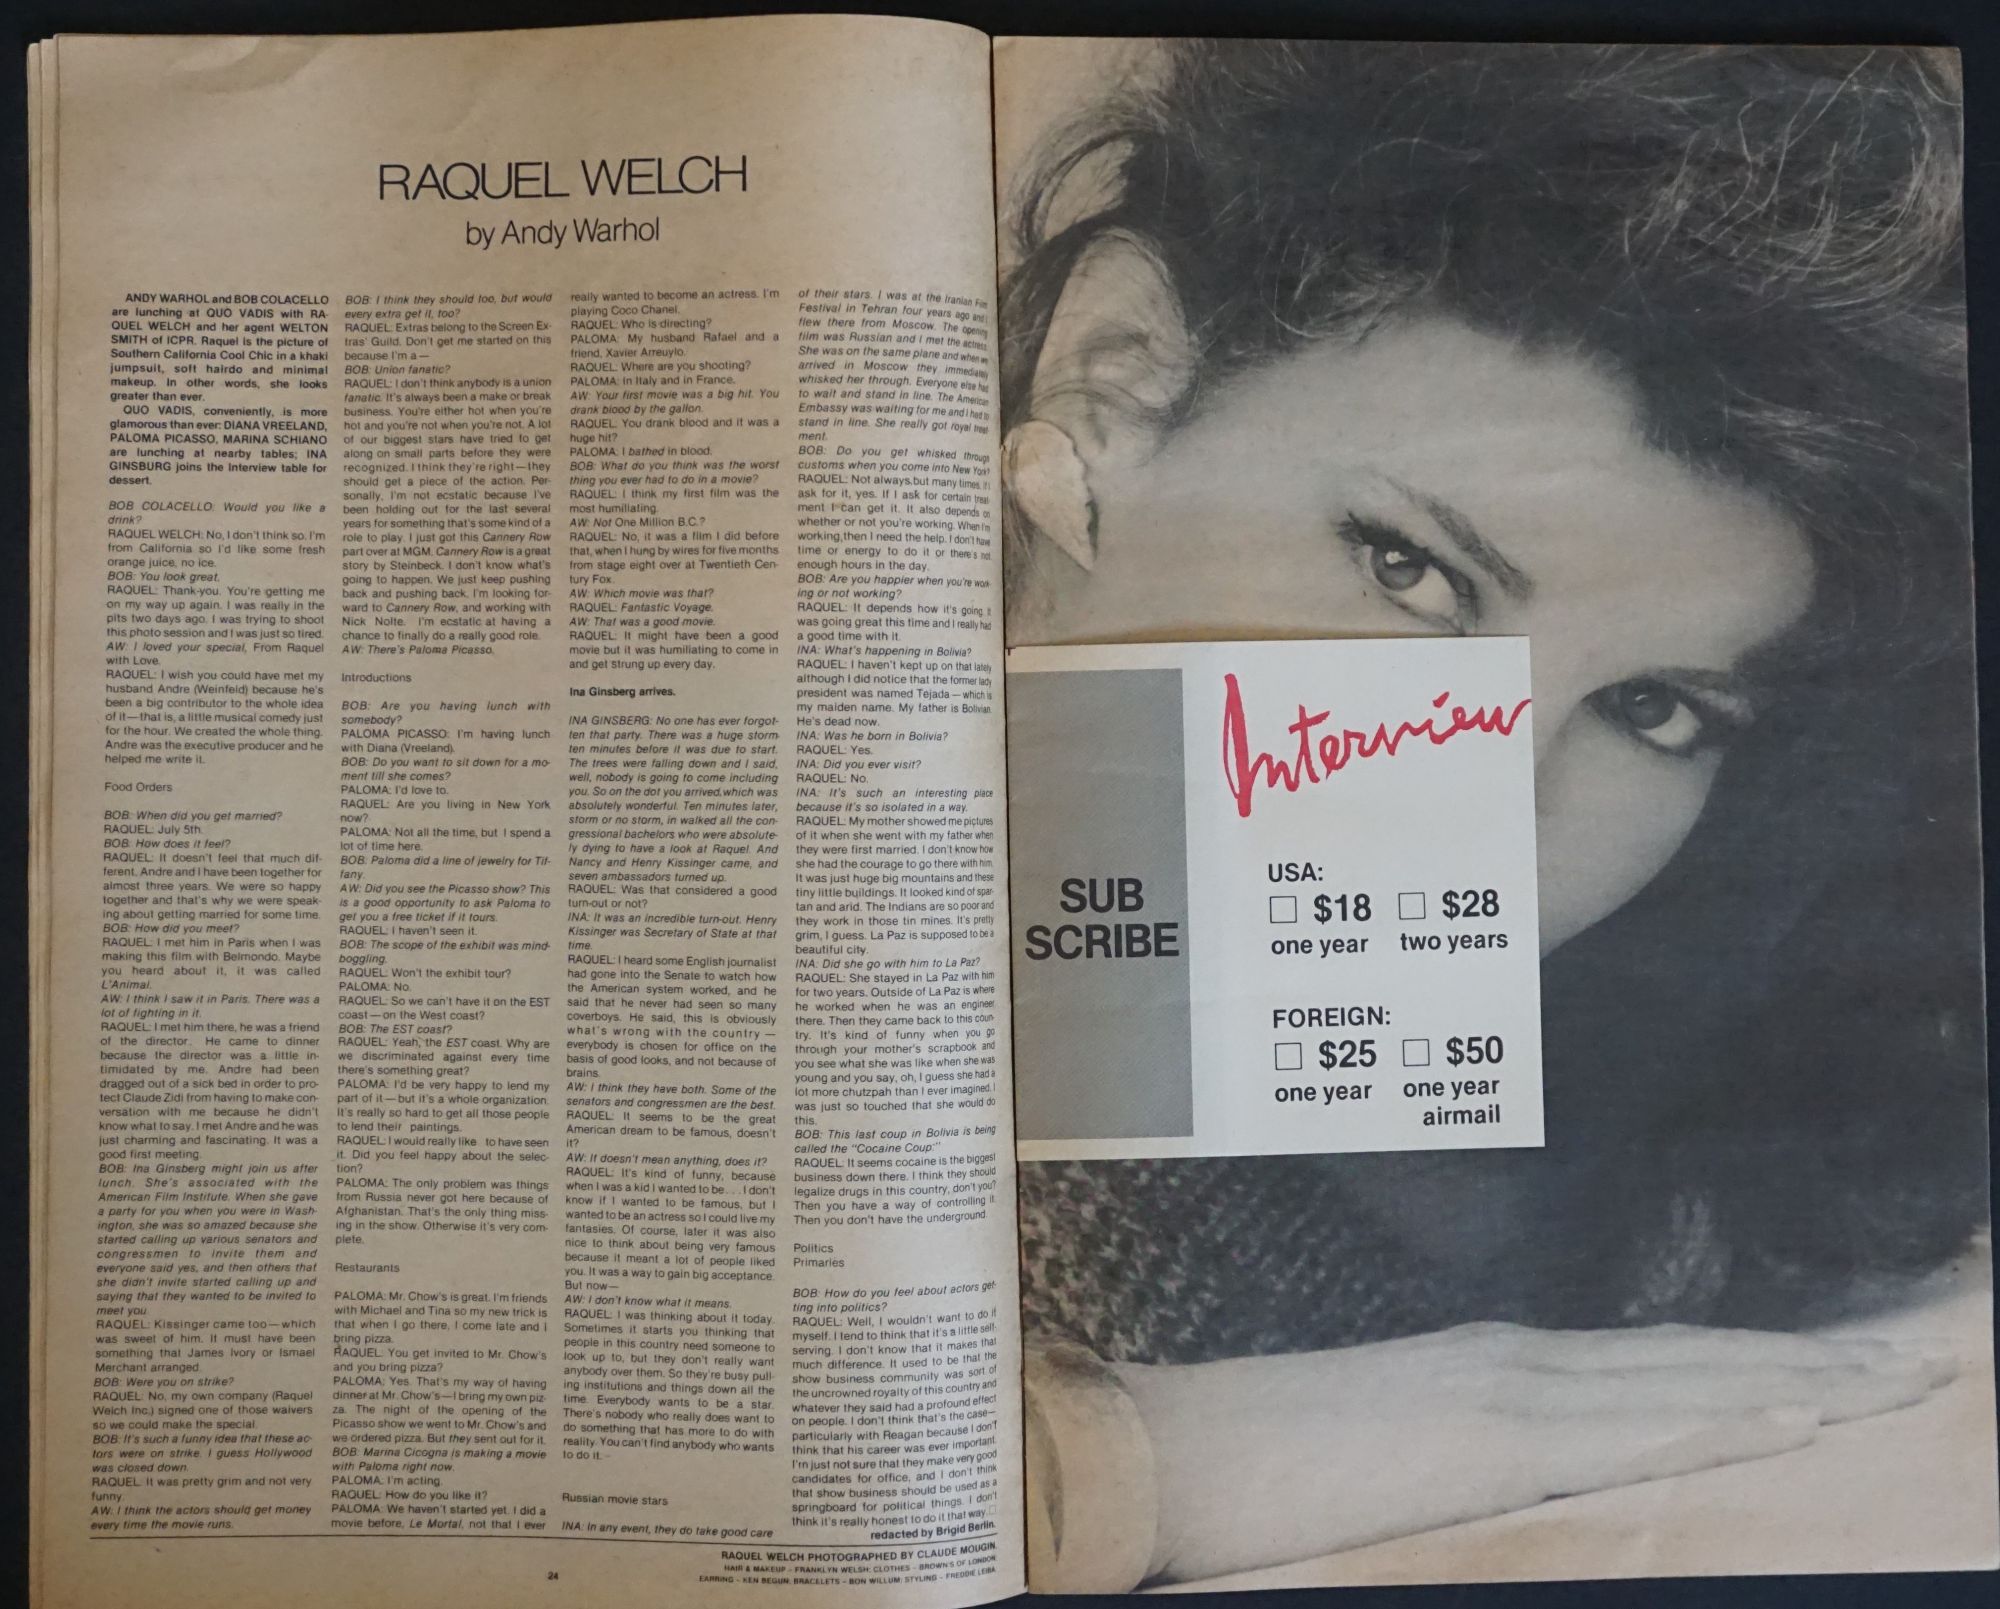 RAQUEL WELCH
by Andy Warhol
ANDY WARHOL and BOB COLACELLO
are lunching at QUO VADIS with RA-
QUEL WELCH and her agent WELTON
SMITH of ICPR. Raquel is the picture of
Southern California Cool Chic in a khaki
jumpsuit, soft hairdo and minimal
makeup. In other words, she looks
greater than ever.
QUO VADIS, conveniently, is more
glamorous than ever: DIANA VREELAND,
PALOMA PICASSO, MARINA SCHIANO
are lunching at nearby tables; INA
GINSBURG joins the Interview table for
dessert.
BOB COLACELLO: Would you like a
drink?
RAQUEL WELCH: No, I don't think so. I'm
from California so I'd like some fresh
orange juice, no ice.
BOB: You look great.
RAQUEL: Thank-you. You're getting me
on my way up again. I was really in the
pits two days ago. I was trying to shoot
this photo session and I was just so tired.
AW: I loved your special, From Raquel
with Love.
RAQUEL: I wish you could have met my
husband Andre (Weinfeld) because he's
been a big contributor to the whole idea
of it—that is, a little musical comedy just
for the hour. We created the whole thing.
Andre was the executive producer and he
helped me write it.
Food Orders
BOB: When did you get married?
RAQUEL: July 5th.
BOB: How does it feel?
RAQUEL: It doesn't feel that much dif-
ferent. Andre and I have been together for
almost three years. We were so happy
together and that's why we were speak-
ing about getting married for some time.
BOB: How did you meet?
RAQUEL: I met him in Paris when I was
making this film with Belmondo. Maybe
you heard about it, it was called
L'Animal.
AW: I think I saw it in Paris. There was a
lot of fighting in it.
RAQUEL: I met him there, he was a friend
of the director. He came to dinner
because the director was a little in-
timidated by me. Andre had been
dragged out of a sick bed in order to pro-
tect Claude Zidi from having to make con-
versation with me because he didn't
know what to say. I met Andre and he was
just charming and fascinating. It was a
good first meeting.
BOB: Ina Ginsberg might join us after
lunch. She's associated with the
American Film Institute. When she gave
a party for you when you were in Wash-
ington, she was so amazed because she
started calling up various senators and
congressmen to invite them and
everyone said yes, and then others that
she didn't invite started calling up and
saying that they wanted to be invited to
meet you.
RAQUEL: Kissinger came too—which
was sweet of him. It must have been
something that James Ivory or Ismael
Merchant arranged.
BOB: Were you on strike?
RAQUEL: No, my own company (Raquel
Welch Inc.) signed one of those waivers
so we could make the special.
BOB: It's such a funny idea that these ac-
tors were on strike. I guess Hollywood
was closed down.
RAQUEL: It was pretty grim and not very
funny.
AW: I think the actors should get money
every time the movie runs.
BOB: I think they should too, but would
every extra get it, too?
RAQUEL: Extras belong to the Screen Ex-
tras' Guild. Don't get me started on this
because I'm a—
BOB: Union fanatic?
RAQUEL: I don't think anybody is a union
fanatic. It's always been a make or break
business. You're either hot when you're
hot and you're not when you're not. A lot
of our biggest stars have tried to get
along on small parts before they were
recognized. I think they're right—they
should get a piece of the action. Per-
sonally, I'm not ecstatic because I've
been holding out for the last several
years for something that's some kind of a
role to play. I just got this Cannery Row
part over at MGM. Cannery Row is a great
story by Steinbeck. I don't know what's
going to happen. We just keep pushing
back and pushing back. I'm looking for-
ward to Cannery Row, and working with
Nick Nolte. I'm ecstatic at having a
chance to finally do a really good role.
AW: There's Paloma Picasso.
Introductions
BOB: Are you having lunch with
somebody?
PALOMA PICASSO: I'm having lunch
with Diana (Vreeland).
BOB: Do you want to sit down for a mo-
ment till she comes?
PALOMA: I'd love to.
RAQUEL: Are you living in New York
now?
PALOMA: Not all the time, but I spend a
lot of time here.
BOB: Paloma did a line of jewelry for Tif-
fany.
AW: Did you see the Picasso show? This
is a good opportunity to ask Paloma to
get you a free ticket if it tours.
RAQUEL: I haven't seen it.
BOB: The scope of the exhibit was mind-
boggling.
RAQUEL: Won't the exhibit tour?
PALOMA: No.
RAQUEL: So we can't have it on the EST
coast—on the West coast?
BOB: The EST coast?
RAQUEL: Yeah, the EST coast. Why are
we discriminated against every time
there's something great?
PALOMA: I'd be very happy to lend my
part of it—but it's a whole organization.
It's really so hard to get all those people
to lend their paintings.
RAQUEL: I would really like to have seen
it. Did you feel happy about the selec-
tion?
PALOMA: The only problem was things
from Russia never got here because of
Afghanistan. That's the only thing miss-
ing in the show. Otherwise it's very com-
plete.
Restaurants
PALOMA: Mr. Chow's is great. I'm friends
with Michael and Tina so my new trick is
that when I go there, I come late and I
bring pizza.
RAQUEL: You get invited to Mr. Chow's
and you bring pizza?
PALOMA: Yes. That's my way of having
dinner at Mr. Chow's—I bring my own piz-
za. The night of the opening of the
Picasso show we went to Mr. Chow's and
we ordered pizza. But they sent out for it.
BOB: Marina Cicogna is making a movie
with Paloma right now.
PALOMA: I'm acting.
RAQUEL: How do you like it?
PALOMA: We haven't started yet. I did a
movie before, Le Mortal, not that I ever
really wanted to become an actress. I'm
playing Coco Chanel.
RAQUEL: Who is directing?
PALOMA: My husband Rafael and a
friend, Xavier Arreuylo.
RAQUEL: Where are you shooting?
PALOMA: In Italy and in France.
AW: Your first movie was a big hit. You
drank blood by the gallon.
RAQUEL: You drank blood and it was a
huge hit?
PALOMA: I bathed in blood.
BOB: What do you think was the worst
thing you ever had to do in a movie?
RAQUEL: I think my first film was the
most humiliating.
AW: Not One Million B.C.?
RAQUEL: No, it was a film I did before
that, when I hung by wires for five months
from stage eight over at Twentieth Cen-
tury Fox.
AW: Which movie was that?
RAQUEL: Fantastic Voyage.
AW: That was a good movie.
RAQUEL: It might have been a good
movie but it was humiliating to come in
and get strung up every day.
Ina Ginsberg arrives.
INA GINSBERG: No one has ever forgot-
ten that party. There was a huge storm
ten minutes before it was due to start.
The trees were falling down and I said,
well, nobody is going to come including
you. So on the dot you arrived, which was
absolutely wonderful. Ten minutes later,
storm or no storm, in walked all the con-
gressional bachelors who were absolute-
ly dying to have a look at Raquel. And
Nancy and Henry Kissinger came, and
seven ambassadors turned up.
RAQUEL: Was that considered a good
turn-out or not?
INA: It was an incredible turn-out. Henry
Kissinger was Secretary of State at that
time.
RAQUEL: I heard some English journalist
had gone into the Senate to watch how
the American system worked, and he
said that he never had seen so many
coverboys. He said, this is obviously
what's wrong with the country —
everybody is chosen for office on the
basis of good looks, and not because of
brains.
AW: I think they have both. Some of the
senators and congressmen are the best.
RAQUEL: It seems to be the great
American dream to be famous, doesn't
it?
AW: It doesn't mean anything, does it?
RAQUEL: It's kind of funny, because
when I was a kid I wanted to be . . . I don't
know if I wanted to be famous, but I
wanted to be an actress so I could live my
fantasies. Of course, later it was also
nice to think about being very famous
because it meant a lot of people liked
you. It was a way to gain big acceptance.
But now—
AW: I don't know what it means.
RAQUEL: I was thinking about it today.
Sometimes it starts you thinking that
people in this country need someone to
look up to, but they don't really want
anybody over them. So they're busy pull-
ing institutions and things down all the
time. Everybody wants to be a star.
There's nobody who really does want to
do something that has more to do with
reality. You can't find anybody who wants
to do it.
Russian movie stars
INA: In any event, they do take good care
of their stars. I was at the Iranian Film
Festival in Tehran four years ago and I
flew there from Moscow. The opening
film was Russian and I met the actress.
She was on the same plane and when we
arrived in Moscow they immediately
whisked her through. Everyone else had
to wait and stand in line. The American
Embassy was waiting for me and I had to
stand in line. She really got royal treat-
ment.
BOB: Do you get whisked through
customs when you come into New York?
RAQUEL: Not always, but many times. If I
ask for it, yes. If I ask for certain treat-
ment I can get it. It also depends on
whether or not you're working. When I'm
working, then I need the help. I don't have
time or energy to do it or there's not
enough hours in the day.
BOB: Are you happier when you're work-
ing or not working?
RAQUEL: It depends how it's going. It
was going great this time and I really had
a good time with it.
INA: What's happening in Bolivia?
RAQUEL: I haven't kept up on that lately
although I did notice that the former lady
president was named Tejada—which is
my maiden name. My father is Bolivian.
He's dead now.
INA: Was he born in Bolivia?
RAQUEL: Yes.
INA: Did you ever visit?
RAQUEL: No.
INA: It's such an interesting place
because it's so isolated in a way.
RAQUEL: My mother showed me pictures
of it when she went with my father when
they were first married. I don't know how
she had the courage to go there with him.
It was just huge big mountains and these
tiny little buildings. It looked kind of spar-
tan and arid. The Indians are so poor and
they work in those tin mines. It's pretty
grim, I guess. La Paz is supposed to be a
beautiful city.
INA: Did she go with him to La Paz?
RAQUEL: She stayed in La Paz with him
for two years. Outside of La Paz is where
he worked when he was an engineer
there. Then they came back to this coun-
try. It's kind of funny when you go
through your mother's scrapbook and
you see what she was like when she was
young and you say, oh, I guess she had a
lot more chutzpah than I ever imagined. I
was just so touched that she would do
this.
BOB: This last coup in Bolivia is being
called the "Cocaine Coup."
RAQUEL: It seems cocaine is the biggest
business down there. I think they should
legalize drugs in this country, don't you?
Then you have a way of controlling it.
Then you don't have the underground.
Politics
Primaries
BOB: How do you feel about actors get-
ting into politics?
RAQUEL: Well, I wouldn't want to do it
myself. I tend to think that it's a little self-
serving. I don't know that it makes that
much difference. It used to be that the
show business community was sort of
the uncrowned royalty of this country and
whatever they said had a profound effect
on people. I don't think that's the case—
particularly with Reagan because I don't
think that his career was ever important.
I'm just not sure that they make very good
candidates for office, and I don't think
that show business should be used as a
springboard for political things. I don't
think it's really honest to do it that way. □
redacted by Brigid Berlin.
RAQUEL WELCH PHOTOGRAPHED BY CLAUDE MOUGIN.
HAIR & MAKEUP - FRANKLYN WELSH; CLOTHES - BROWN'S OF LONDON
EARRING - KEN BEGUN; BRACELETS - BON WILLUM; STYLING - FREDDIE LEIBA
24
Interview
SUB
SCRIBE
USA:
$18 $28
one year two years
FOREIGN:
$25 $50
one year one year
airmail